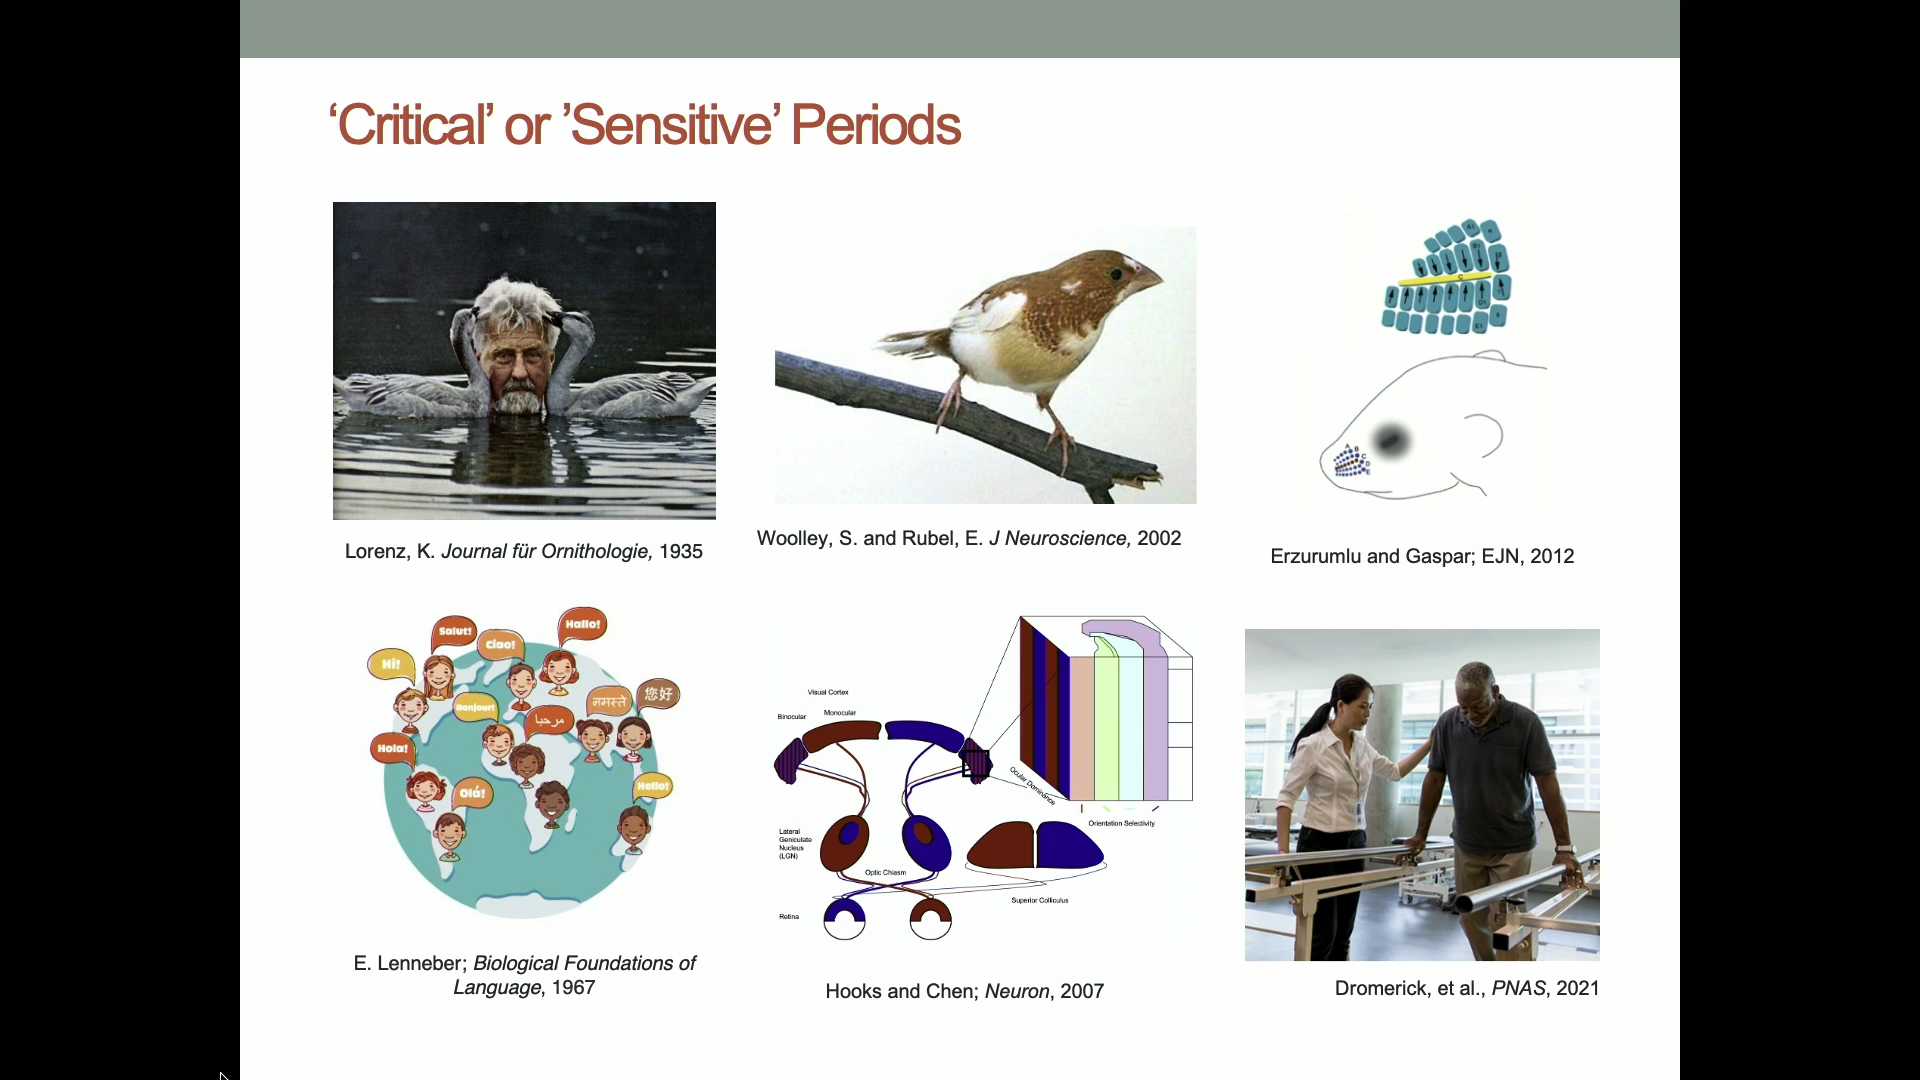 ‘Critical’ or ’Sensitive’ Periods
Lorenz, K. Journal für Ornithologie, 1935
Woolley, S. and Rubel, E. J Neuroscience, 2002
Erzurumlu and Gaspar; EJN, 2012
A
B
C
D
E
C
E1
Salut!
Ciao!
Hallo!
Hi!
Bonjour!
नमस्ते
您好
مرحبا
Hola!
Olá!
Hello!
E. Lenneber; Biological Foundations of
Language, 1967
Visual Cortex
Binocular
Monocular
Ocular Dominance
Orientation Selectivity
Lateral
Geniculate
Nucleus
(LGN)
Optic Chiasm
Superior Colliculus
Retina
Hooks and Chen; Neuron, 2007
Dromerick, et al., PNAS, 2021